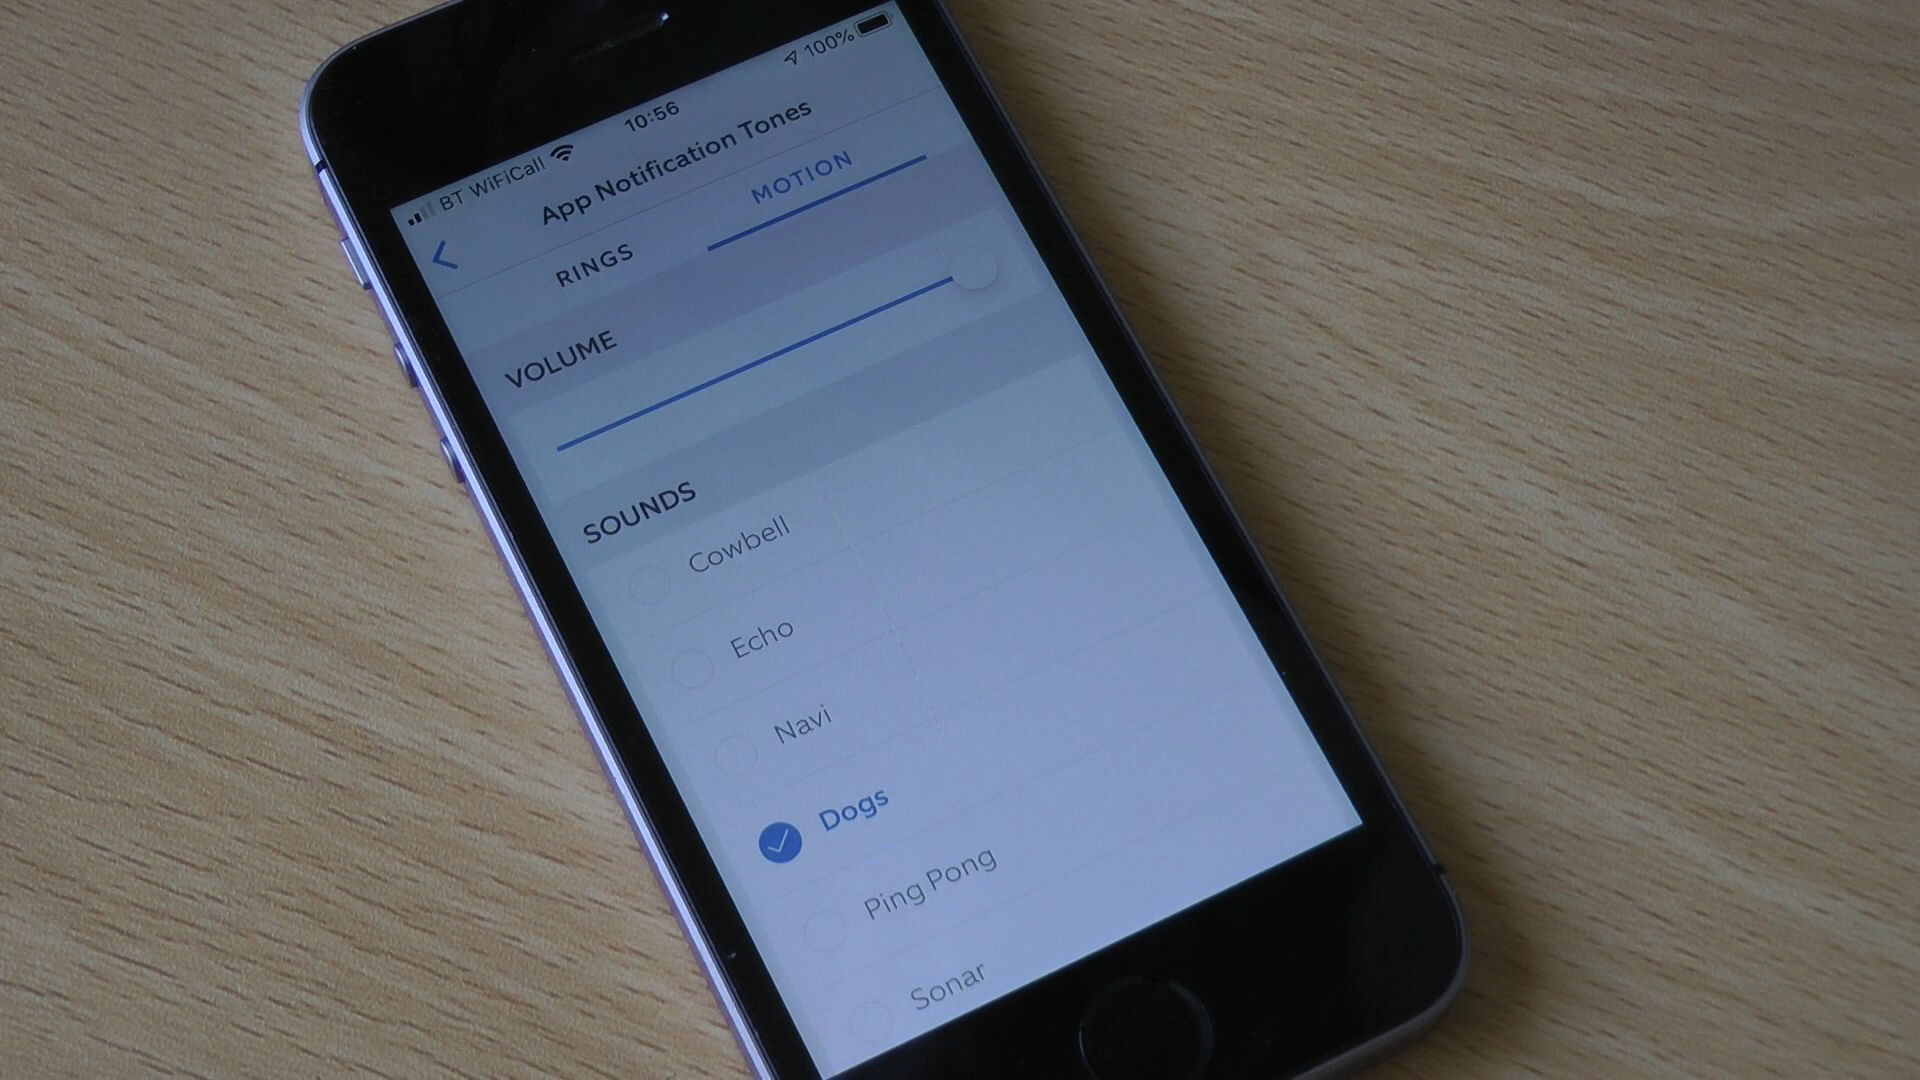 BT WiFiCall 10:56 100%
App Notification Tones
RINGS MOTION
VOLUME
SOUNDS
Cowbell
Echo
Navi
Dogs
Ping Pong
Sonar